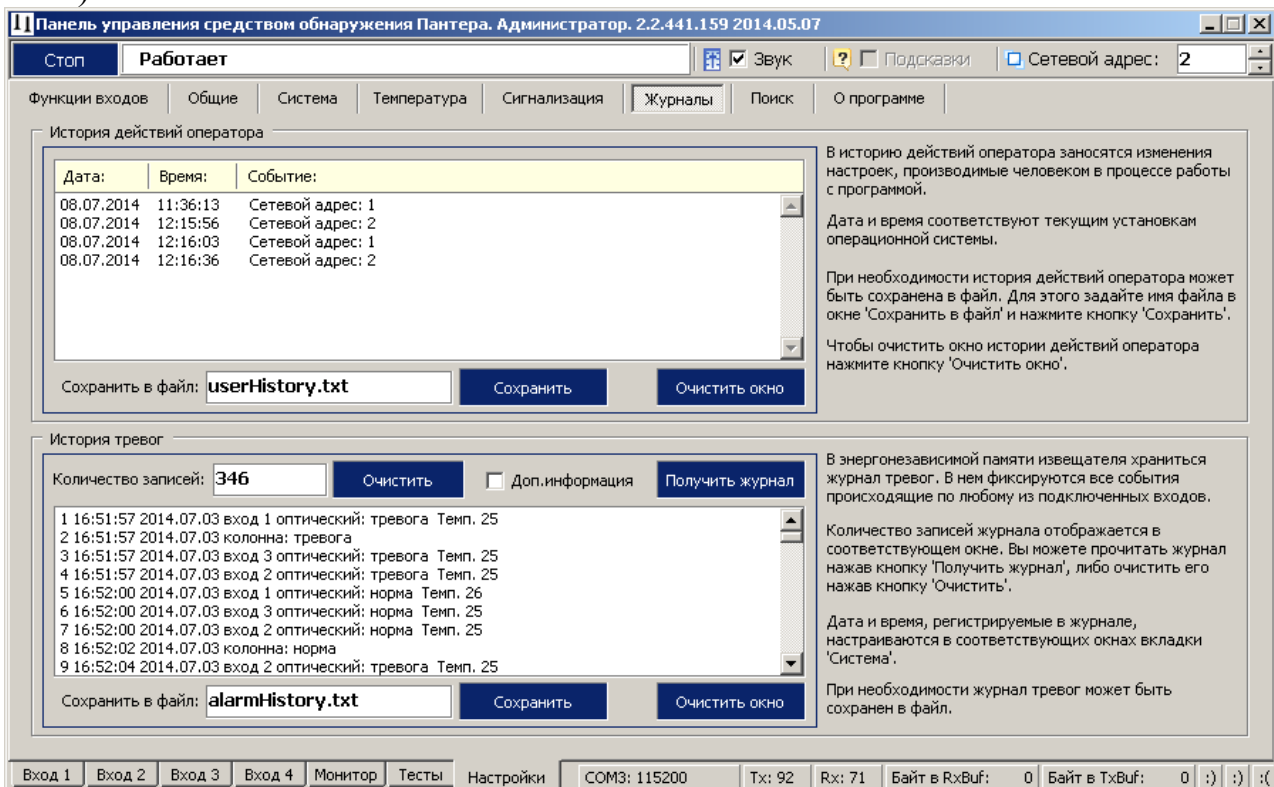 Панель управления средством обнаружения Пантера. Администратор. 2.2.441.159 2014.05.07
Стоп Работает Звук Подсказки Сетевой адрес: 2
Функции входов Общие Система Температура Сигнализация Журналы Поиск О программе
История действий оператора
Дата: Время: Событие:
08.07.2014 11:36:13 Сетевой адрес: 1
08.07.2014 12:15:56 Сетевой адрес: 2
08.07.2014 12:16:03 Сетевой адрес: 1
08.07.2014 12:16:36 Сетевой адрес: 2
Сохранить в файл: userHistory.txt Сохранить Очистить окно
В историю действий оператора заносятся изменения
настроек, производимые человеком в процессе работы
с программой.
Дата и время соответствуют текущим установкам
операционной системы.
При необходимости история действий оператора может
быть сохранена в файл. Для этого задайте имя файла в
окне 'Сохранить в файл' и нажмите кнопку 'Сохранить'.
Чтобы очистить окно истории действий оператора
нажмите кнопку 'Очистить окно'.
История тревог
Количество записей: 346 Очистить Доп.информация Получить журнал
1 16:51:57 2014.07.03 вход 1 оптический: тревога Темп. 25
2 16:51:57 2014.07.03 колонна: тревога
3 16:51:57 2014.07.03 вход 3 оптический: тревога Темп. 25
4 16:51:57 2014.07.03 вход 2 оптический: тревога Темп. 25
5 16:52:00 2014.07.03 вход 1 оптический: норма Темп. 26
6 16:52:00 2014.07.03 вход 3 оптический: норма Темп. 25
7 16:52:00 2014.07.03 вход 2 оптический: норма Темп. 25
8 16:52:02 2014.07.03 колонна: норма
9 16:52:04 2014.07.03 вход 2 оптический: тревога Темп. 25
Сохранить в файл: alarmHistory.txt Сохранить Очистить окно
В энергонезависимой памяти извещателя храниться
журнал тревог. В нем фиксируются все события
происходящие по любому из подключенных входов.
Количество записей журнала отображается в
соответствующем окне. Вы можете прочитать журнал
нажав кнопку 'Получить журнал', либо очистить его
нажав кнопку 'Очистить'.
Дата и время, регистрируемые в журнале,
настраиваются в соответствующих окнах вкладки
'Система'.
При необходимости журнал тревог может быть
сохранен в файл.
Вход 1 Вход 2 Вход 3 Вход 4 Монитор Тесты Настройки COM3: 115200 Tx: 92 Rx: 71 Байт в RxBuf: 0 Байт в TxBuf: 0 :) :) :(